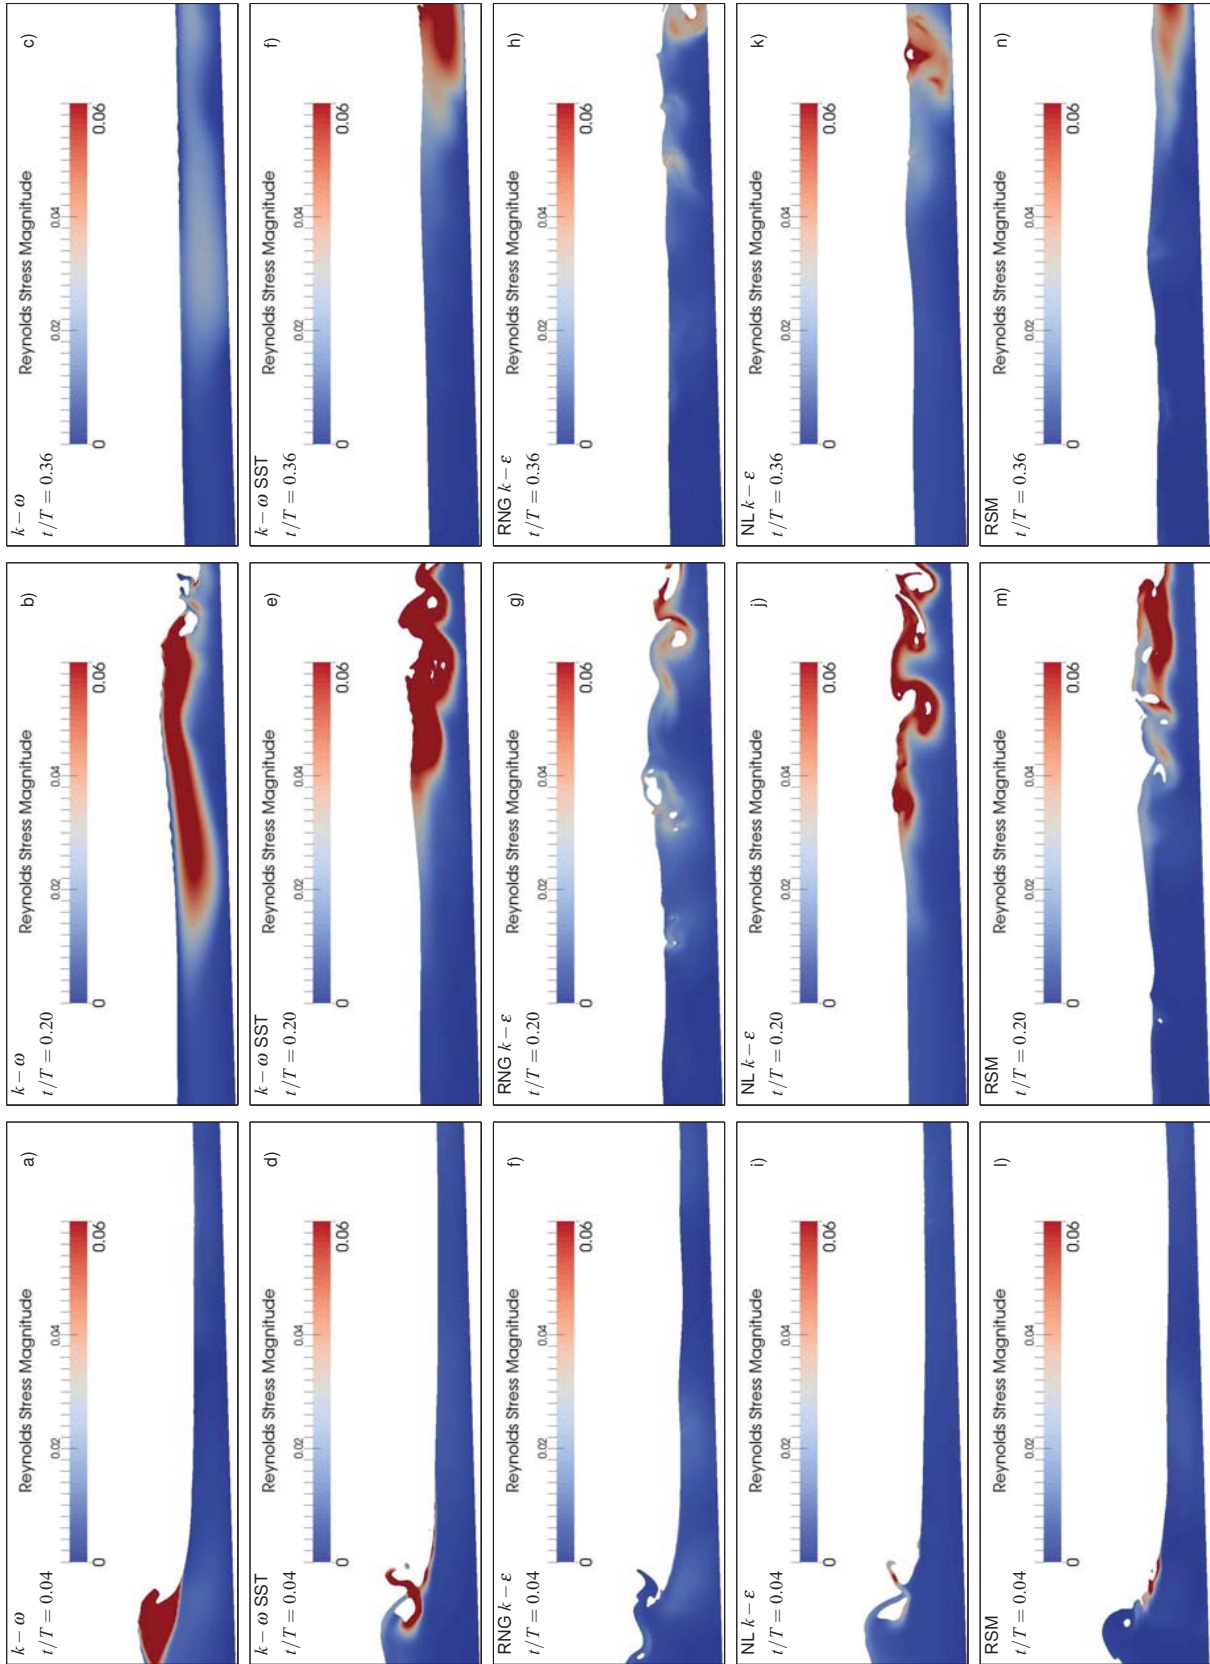 k − ω
Reynolds Stress Magnitude
a)
t/T = 0.04
0.02 0.04
0 0.06
k − ω
Reynolds Stress Magnitude
b)
t/T = 0.20
0.02 0.04
0 0.06
k − ω
Reynolds Stress Magnitude
c)
t/T = 0.36
0.02 0.04
0 0.06
k − ω SST
Reynolds Stress Magnitude
d)
t/T = 0.04
0.02 0.04
0 0.06
k − ω SST
Reynolds Stress Magnitude
e)
t/T = 0.20
0.02 0.04
0 0.06
k − ω SST
Reynolds Stress Magnitude
f)
t/T = 0.36
0.02 0.04
0 0.06
RNG k − ε
Reynolds Stress Magnitude
f)
t/T = 0.04
0.02 0.04
0 0.06
RNG k − ε
Reynolds Stress Magnitude
g)
t/T = 0.20
0.02 0.04
0 0.06
RNG k − ε
Reynolds Stress Magnitude
h)
t/T = 0.36
0.02 0.04
0 0.06
NL k − ε
Reynolds Stress Magnitude
i)
t/T = 0.04
0.02 0.04
0 0.06
NL k − ε
Reynolds Stress Magnitude
j)
t/T = 0.20
0.02 0.04
0 0.06
NL k − ε
Reynolds Stress Magnitude
k)
t/T = 0.36
0.02 0.04
0 0.06
RSM
Reynolds Stress Magnitude
l)
t/T = 0.04
0.02 0.04
0 0.06
RSM
Reynolds Stress Magnitude
m)
t/T = 0.20
0.02 0.04
0 0.06
RSM
Reynolds Stress Magnitude
n)
t/T = 0.36
0.02 0.04
0 0.06